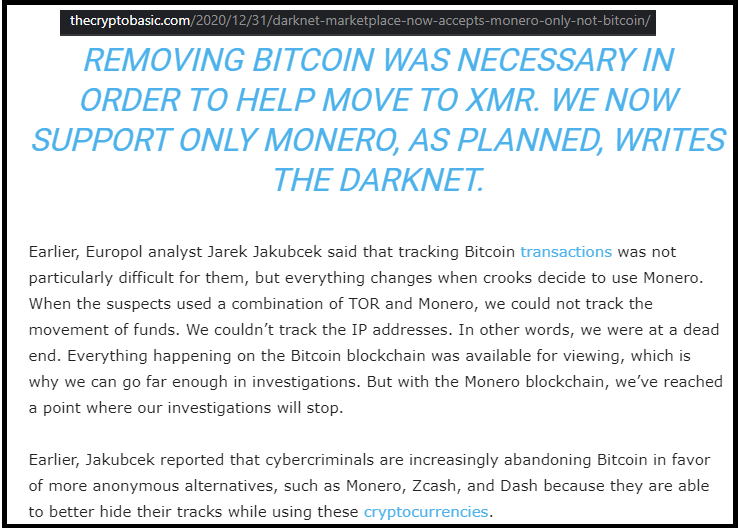 thecryptobasic.com/2020/12/31/darknet-marketplace-now-accepts-monero-only-not-bitcoin/
REMOVING BITCOIN WAS NECESSARY IN
ORDER TO HELP MOVE TO XMR. WE NOW
SUPPORT ONLY MONERO, AS PLANNED, WRITES
THE DARKNET.
Earlier, Europol analyst Jarek Jakubcek said that tracking Bitcoin transactions was not
particularly difficult for them, but everything changes when crooks decide to use Monero.
When the suspects used a combination of TOR and Monero, we could not track the
movement of funds. We couldn’t track the IP addresses. In other words, we were at a dead
end. Everything happening on the Bitcoin blockchain was available for viewing, which is
why we can go far enough in investigations. But with the Monero blockchain, we’ve reached
a point where our investigations will stop.
Earlier, Jakubcek reported that cybercriminals are increasingly abandoning Bitcoin in favor
of more anonymous alternatives, such as Monero, Zcash, and Dash because they are able
to better hide their tracks while using these cryptocurrencies.